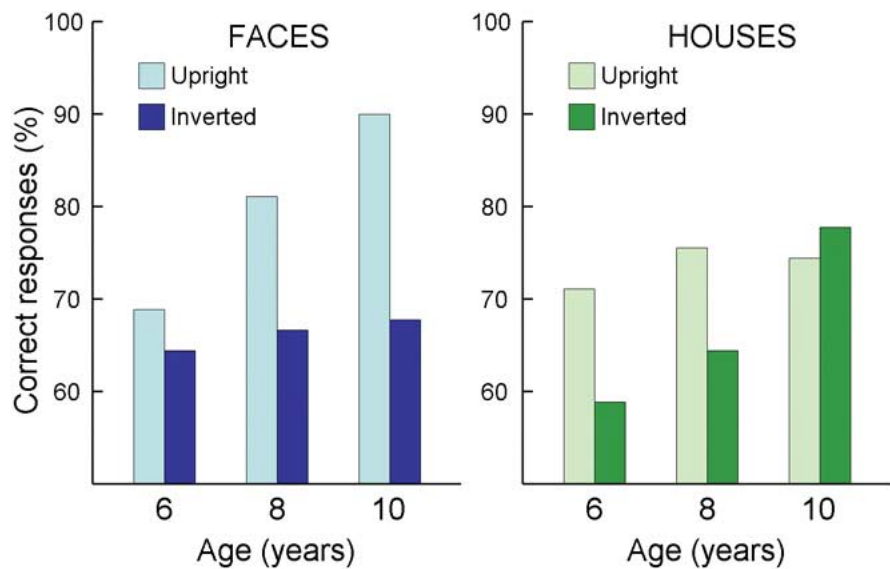 FACES
Upright
Inverted
Correct responses (%)
100
90
80
70
60
6 8 10
Age (years)
HOUSES
Upright
Inverted
100
90
80
70
60
6 8 10
Age (years)